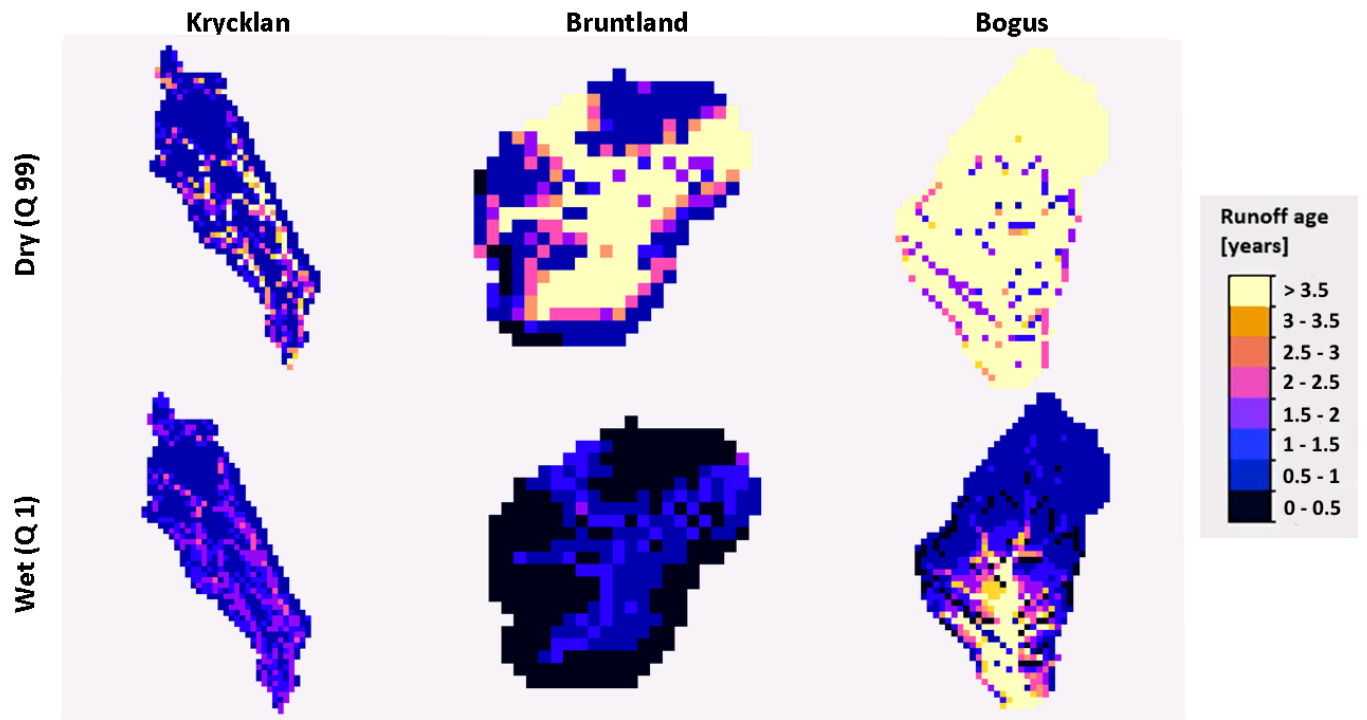 Krycklan Bruntland Bogus
Dry (Q 99)
Wet (Q 1)
Runoff age
[years]
> 3.5
3 - 3.5
2.5 - 3
2 - 2.5
1.5 - 2
1 - 1.5
0.5 - 1
0 - 0.5